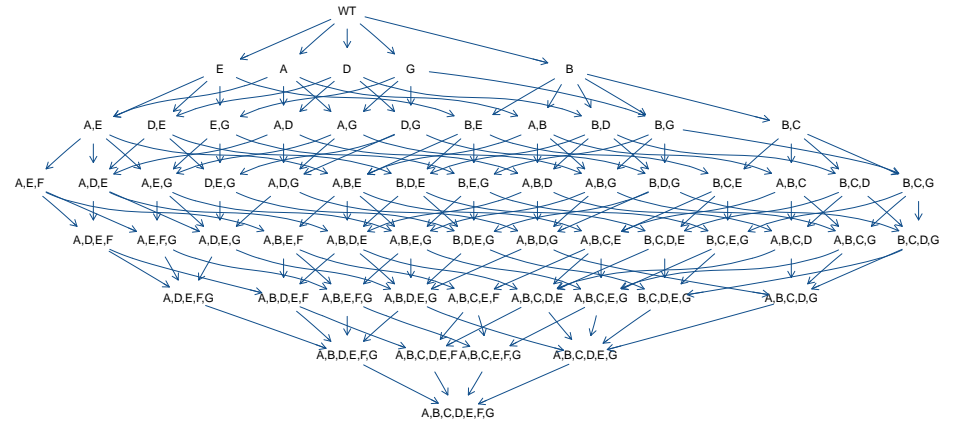 WT
E A D G B
A,E D,E E,G A,D A,G D,G B,E A,B B,D B,G B,C
A,E,F A,D,E A,E,G D,E,G A,D,G A,B,E B,D,E B,E,G A,B,D A,B,G B,D,G B,C,E A,B,C B,C,D B,C,G
A,D,E,F A,E,F,G A,D,E,G A,B,E,F A,B,D,E A,B,E,G B,D,E,G A,B,D,G A,B,C,E B,C,D,E B,C,E,G A,B,C,D A,B,C,G B,C,D,G
A,D,E,F,G A,B,D,E,F A,B,E,F,G A,B,D,E,G A,B,C,E,F A,B,C,D,E A,B,C,E,G B,C,D,E,G A,B,C,D,G
A,B,D,E,F,G A,B,C,D,E,F A,B,C,E,F,G A,B,C,D,E,G
A,B,C,D,E,F,G